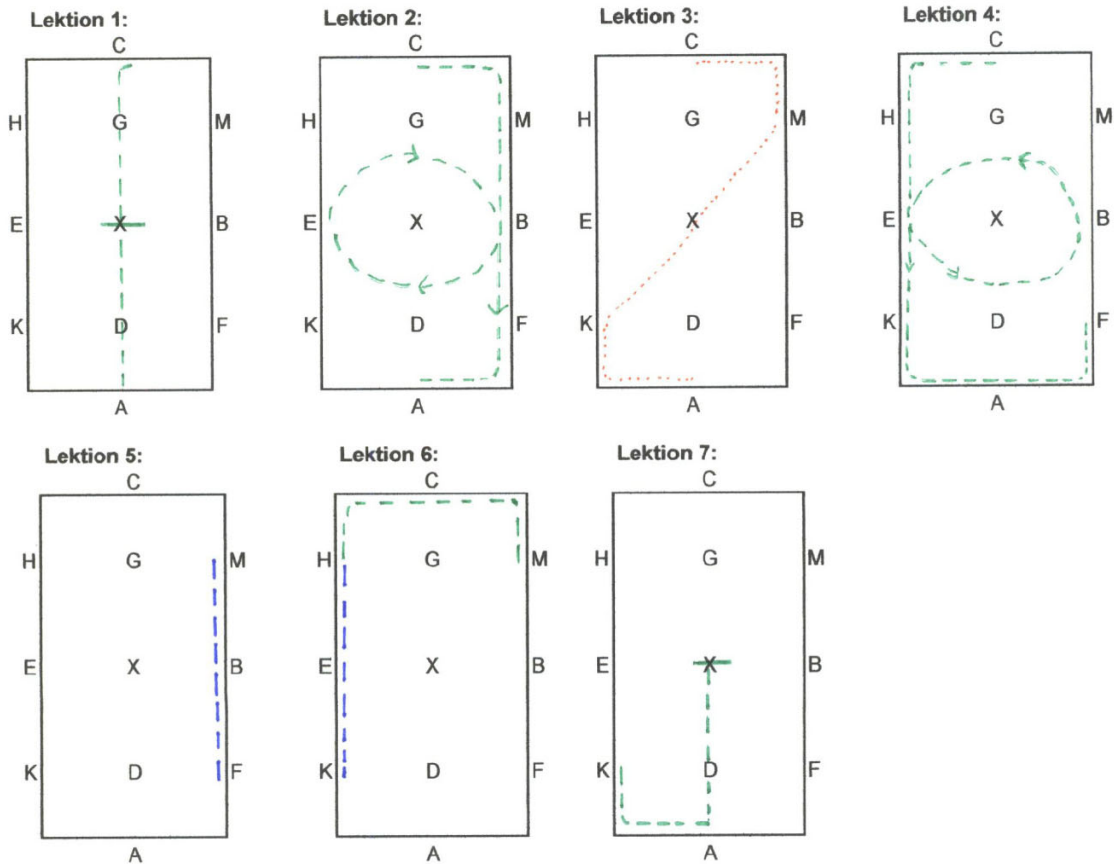 Lektion 1: Lektion 2: Lektion 3: Lektion 4:
C C C C
H G M H G M H G M H G M
E X B E X B E X B E X B
K D F K D F K D F K D F
A A A A
Lektion 5: Lektion 6: Lektion 7:
C C C
H G M H G M H G M
E X B E X B E X B
K D F K D F K D F
A A A